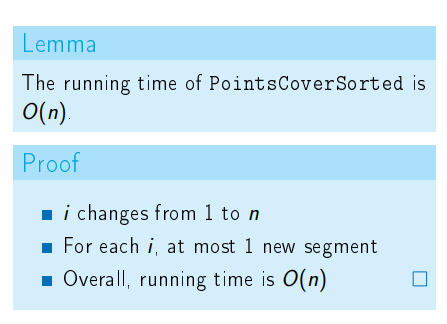 Lemma
The running time of PointsCoverSorted is
O(n).
Proof
i changes from 1 to n
For each i, at most 1 new segment
Overall, running time is O(n) □